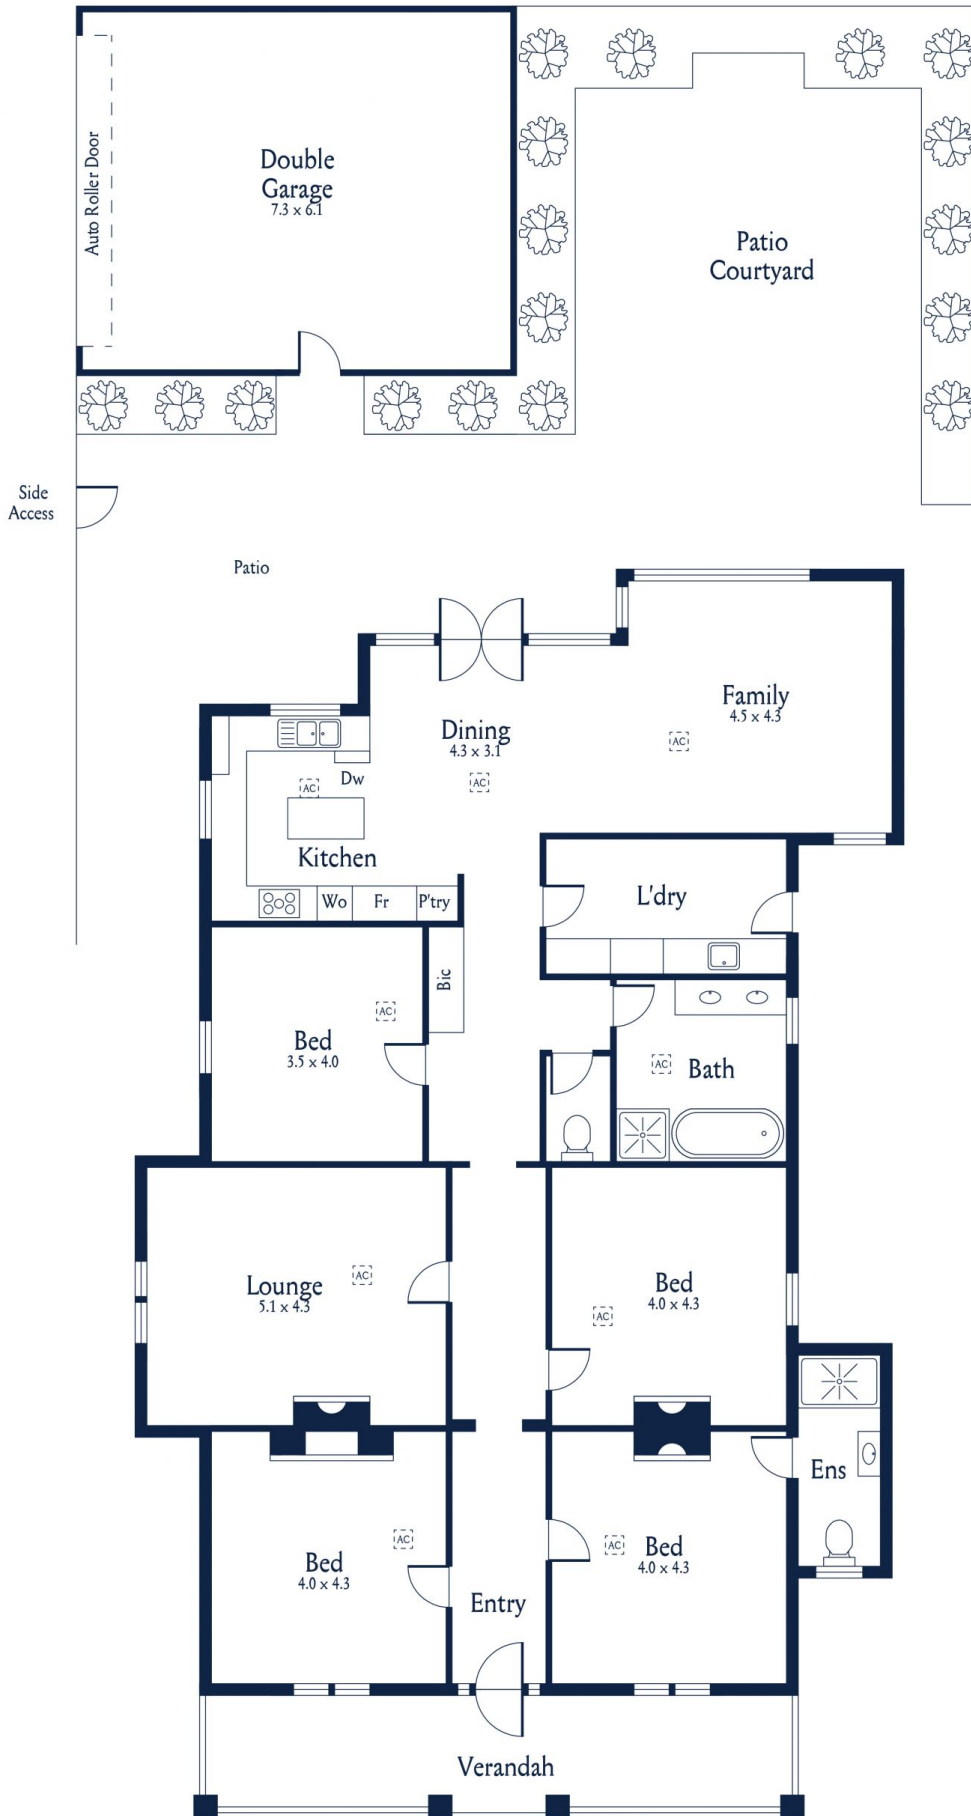 Double
Garage
7.3 x 6.1
Auto Roller Door
Patio
Courtyard
Side
Access
Patio
Family
4.5 x 4.3
AC
Dining
4.3 x 3.1
AC
Dw
AC
Kitchen
Wo
Fr
P'try
L'dry
Bic
AC
Bed
3.5 x 4.0
AC
Bath
Lounge
5.1 x 4.3
AC
Bed
4.0 x 4.3
AC
Ens
AC
Bed
4.0 x 4.3
AC
Bed
4.0 x 4.3
Entry
Verandah